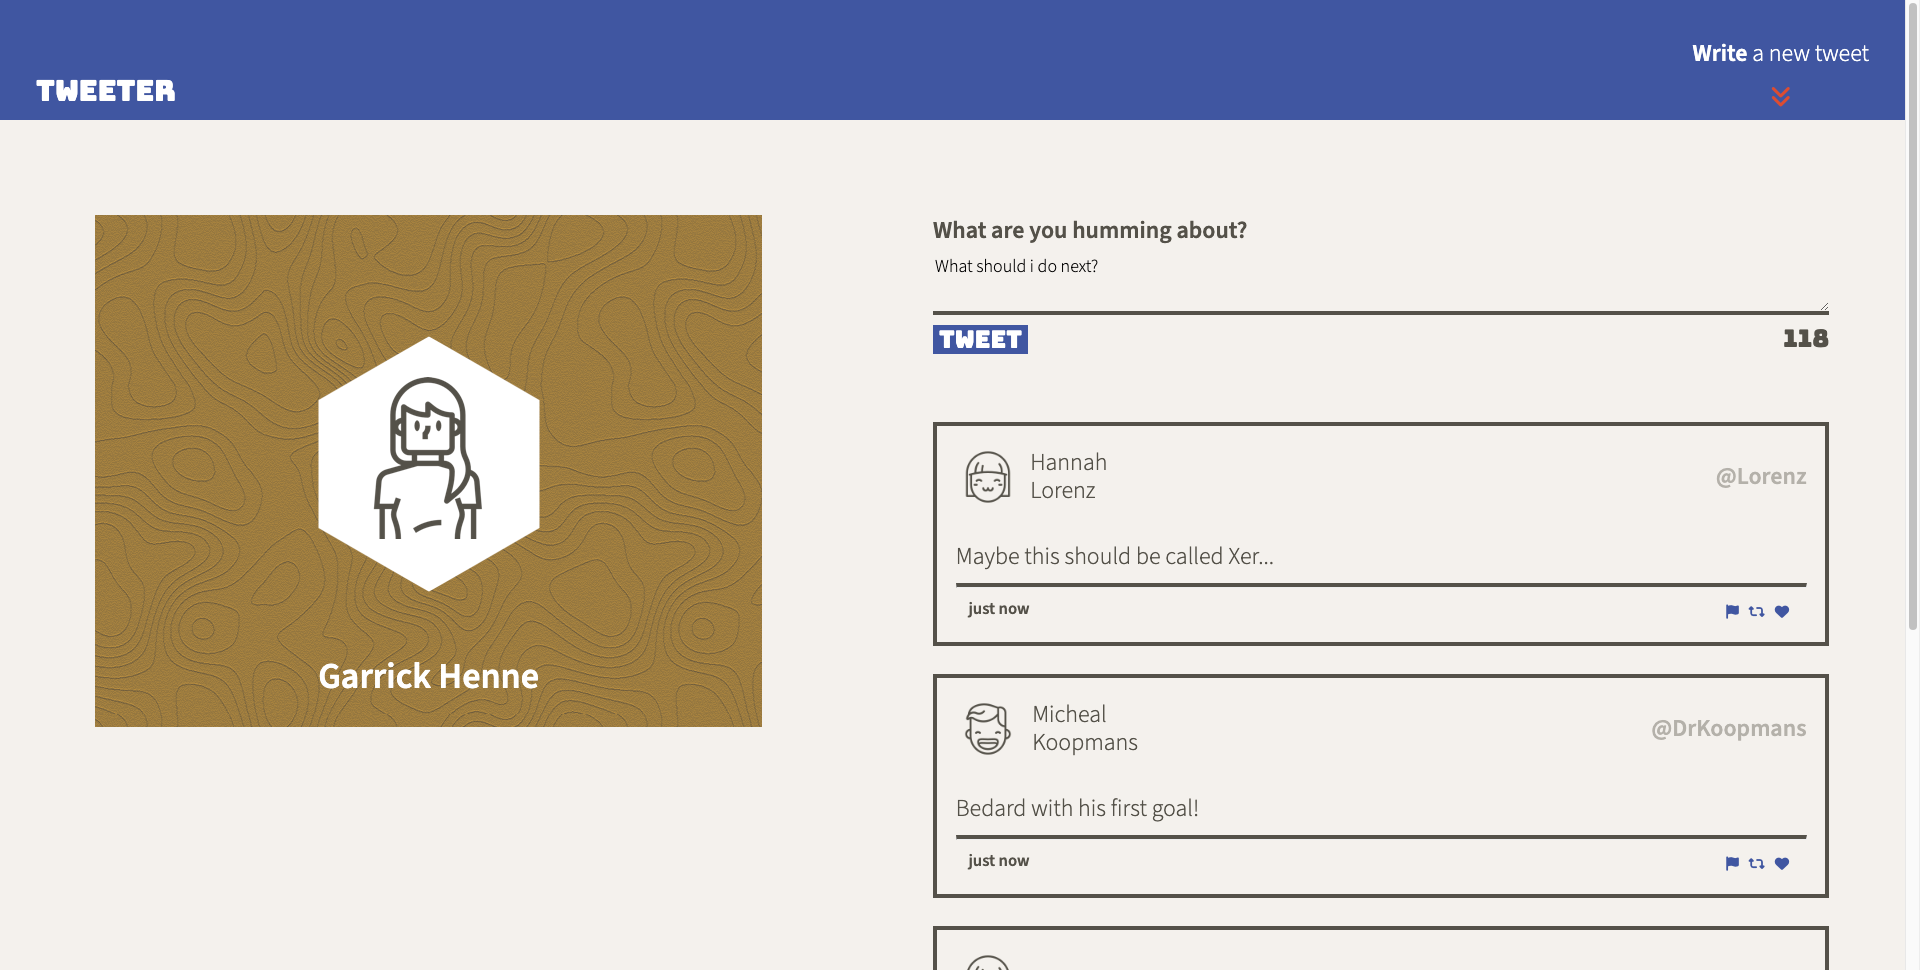 Write a new tweet
TWEETER
Garrick Henne
What are you humming about?
What should i do next?
TWEET
118
Hannah
Lorenz
@Lorenz
Maybe this should be called Xer...
just now
Micheal
Koopmans
@DrKoopmans
Bedard with his first goal!
just now